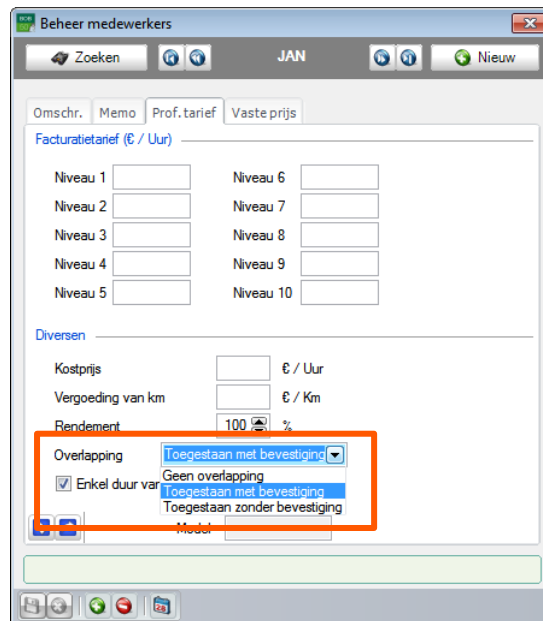 Beheer medewerkers
Zoeken JAN Nieuw
Omschr. Memo Prof.tarief Vaste prijs
Facturatietarief (€ / Uur)
Niveau 1 Niveau 6
Niveau 2 Niveau 7
Niveau 3 Niveau 8
Niveau 4 Niveau 9
Niveau 5 Niveau 10
Diversen
Kostprijs € / Uur
Vergoeding van km € / Km
Rendement 100 %
Overlapping Toegestaan met bevestiging
Geen overlapping
Enkel duur Toegestaan met bevestiging
Toegestaan zonder bevestiging
Model